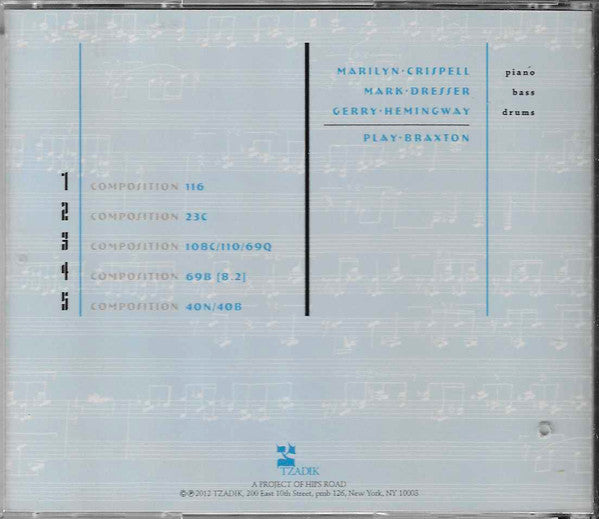 MARILYN·CRISPELL piano
MARK·DRESSER bass
GERRY·HEMINGWAY drums
PLAY·BRAXTON
1 COMPOSITION 116
2 COMPOSITION 23C
3 COMPOSITION 108C/110/69Q
4 COMPOSITION 69B [8.2]
5 COMPOSITION 40N/40B
TZADIK
A PROJECT OF HIPS ROAD
©℗ 2012 TZADIK, 200 East 10th Street, pmb 126, New York, NY 10003